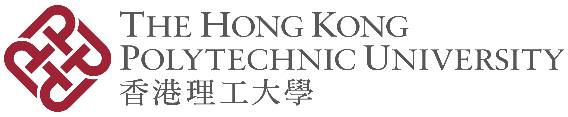 THE HONG KONG
POLYTECHNIC UNIVERSITY
香港理工大學